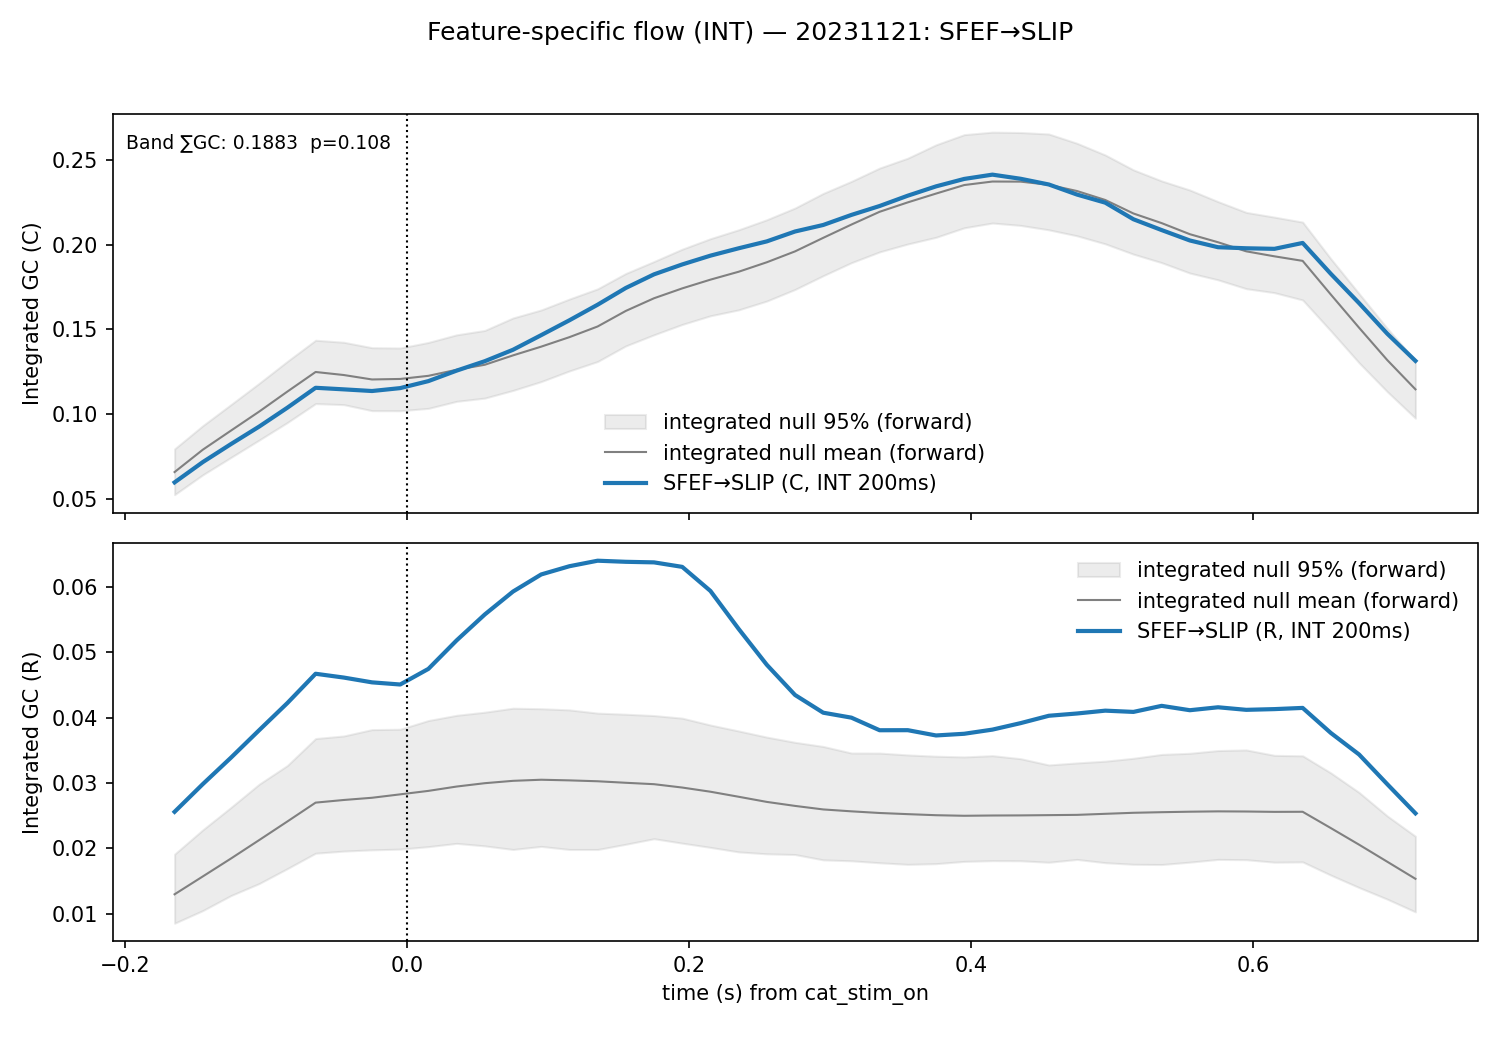 Feature-specific flow (INT) — 20231121: SFEF→SLIP
Band ∑GC: 0.1883  p=0.108
Integrated GC (C)
0.25
0.20
0.15
0.10
0.05
integrated null 95% (forward)
integrated null mean (forward)
SFEF→SLIP (C, INT 200ms)
Integrated GC (R)
0.06
0.05
0.04
0.03
0.02
0.01
integrated null 95% (forward)
integrated null mean (forward)
SFEF→SLIP (R, INT 200ms)
−0.2 0.0 0.2 0.4 0.6
time (s) from cat_stim_on